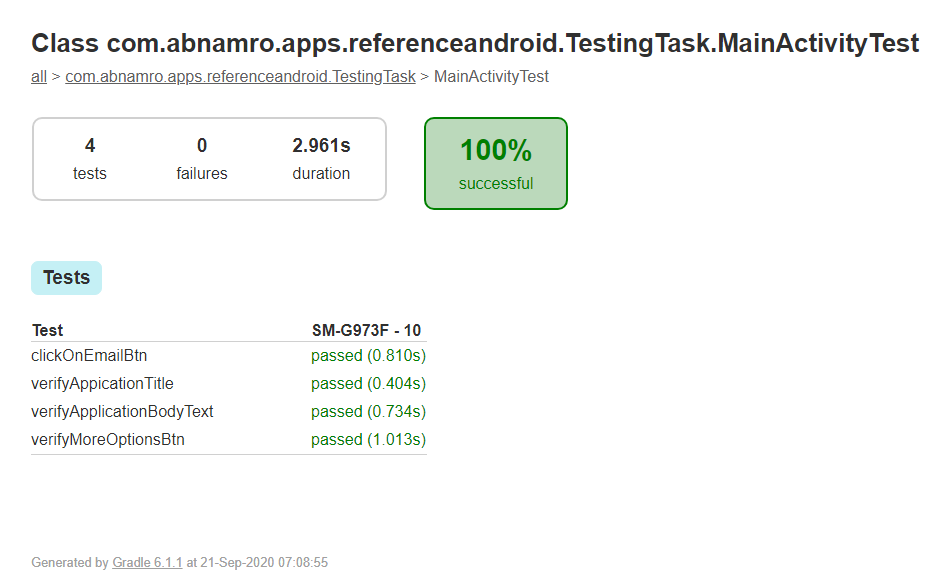 Class com.abnamro.apps.referenceandroid.TestingTask.MainActivityTest
all > com.abnamro.apps.referenceandroid.TestingTask > MainActivityTest
4 0 2.961s 100%
tests failures duration successful
Tests
Test SM-G973F - 10
clickOnEmailBtn passed (0.810s)
verifyAppicationTitle passed (0.404s)
verifyApplicationBodyText passed (0.734s)
verifyMoreOptionsBtn passed (1.013s)
Generated by Gradle 6.1.1 at 21-Sep-2020 07:08:55